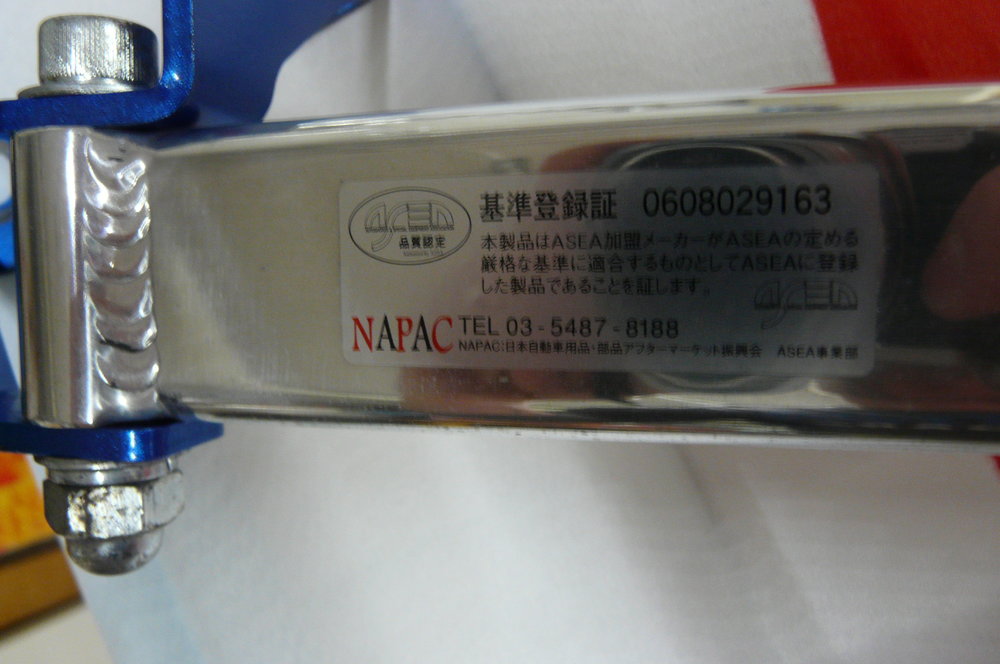 ASEA
品質認定
基準登録証 0608029163
本製品はASEA加盟メーカーがASEAの定める
厳格な基準に適合するものとしてASEAに登録
した製品であることを証します。
ASEA
NAPAC TEL 03-5487-8188
NAPAC:日本自動車用品・部品アフターマーケット振興会 ASEA事業部